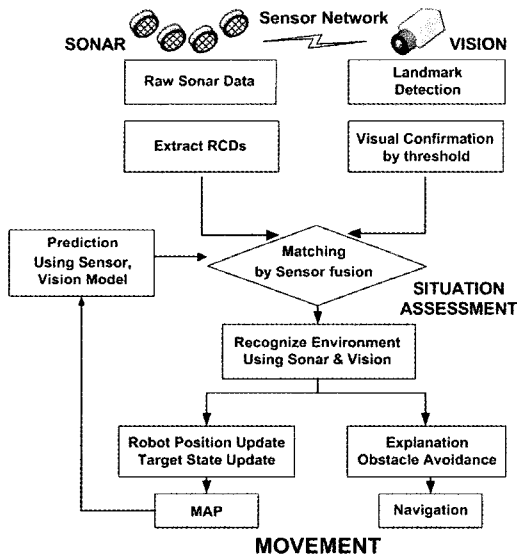 Sensor Network
SONAR
VISION
Raw Sonar Data
Landmark
Detection
Extract RCDs
Visual Confirmation
by threshold
Prediction
Using Sensor,
Vision Model
Matching
by Sensor fusion
SITUATION
ASSESSMENT
Recognize Environment
Using Sonar & Vision
Robot Position Update
Target State Update
Explanation
Obstacle Avoidance
MAP
Navigation
MOVEMENT